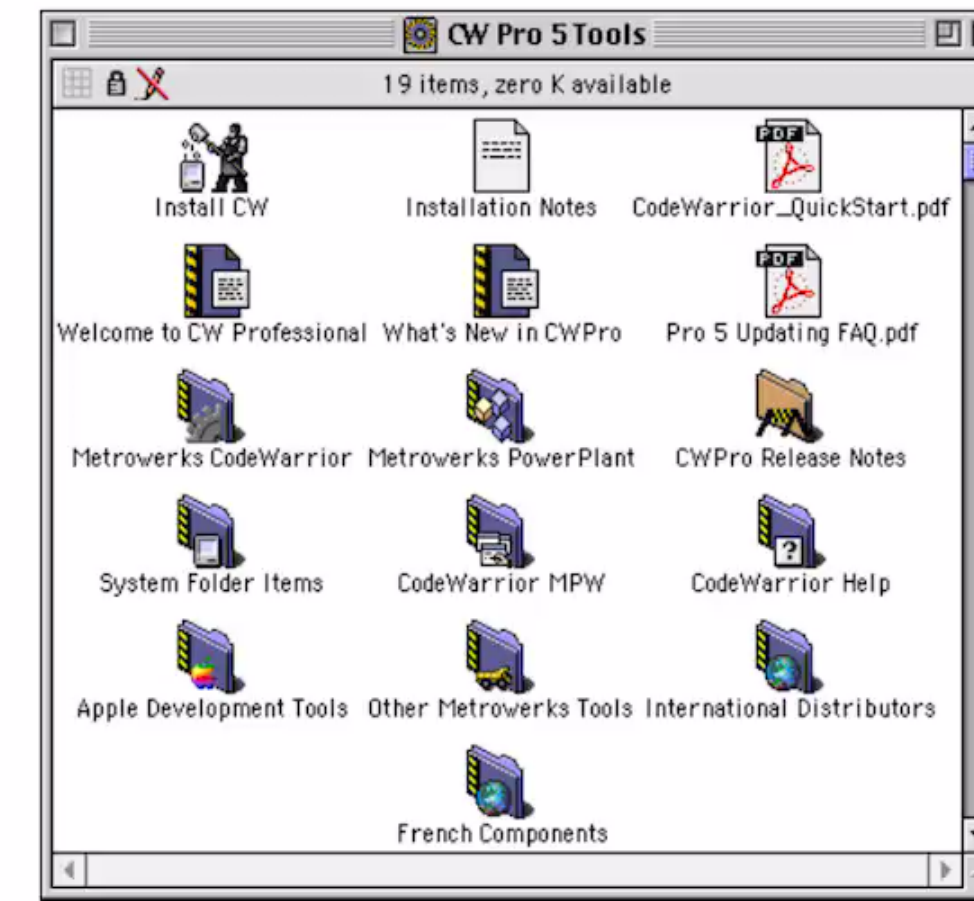 CW Pro 5 Tools
19 items, zero K available
Install CW
Installation Notes
PDF
CodeWarrior_QuickStart.pdf
Welcome to CW Professional
What's New in CWPro
PDF
Pro 5 Updating FAQ.pdf
Metrowerks CodeWarrior
Metrowerks PowerPlant
CWPro Release Notes
System Folder Items
CodeWarrior MPW
?
CodeWarrior Help
Apple Development Tools
Other Metrowerks Tools
International Distributors
French Components